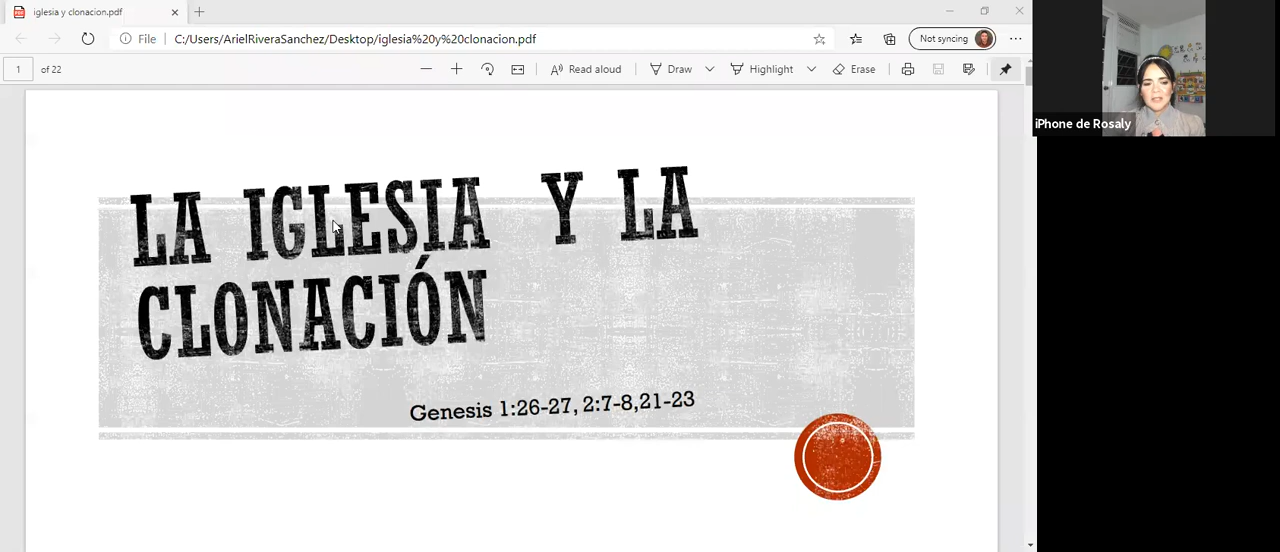 iglesia y clonacion.pdf
File
C:/Users/ArielRiveraSanchez/Desktop/iglesia%20y%20clonacion.pdf
Not syncing
1 of 22
Read aloud
Draw
Highlight
Erase
iPhone de Rosaly
LA IGLESIA Y LA
CLONACIÓN
Genesis 1:26-27, 2:7-8,21-23